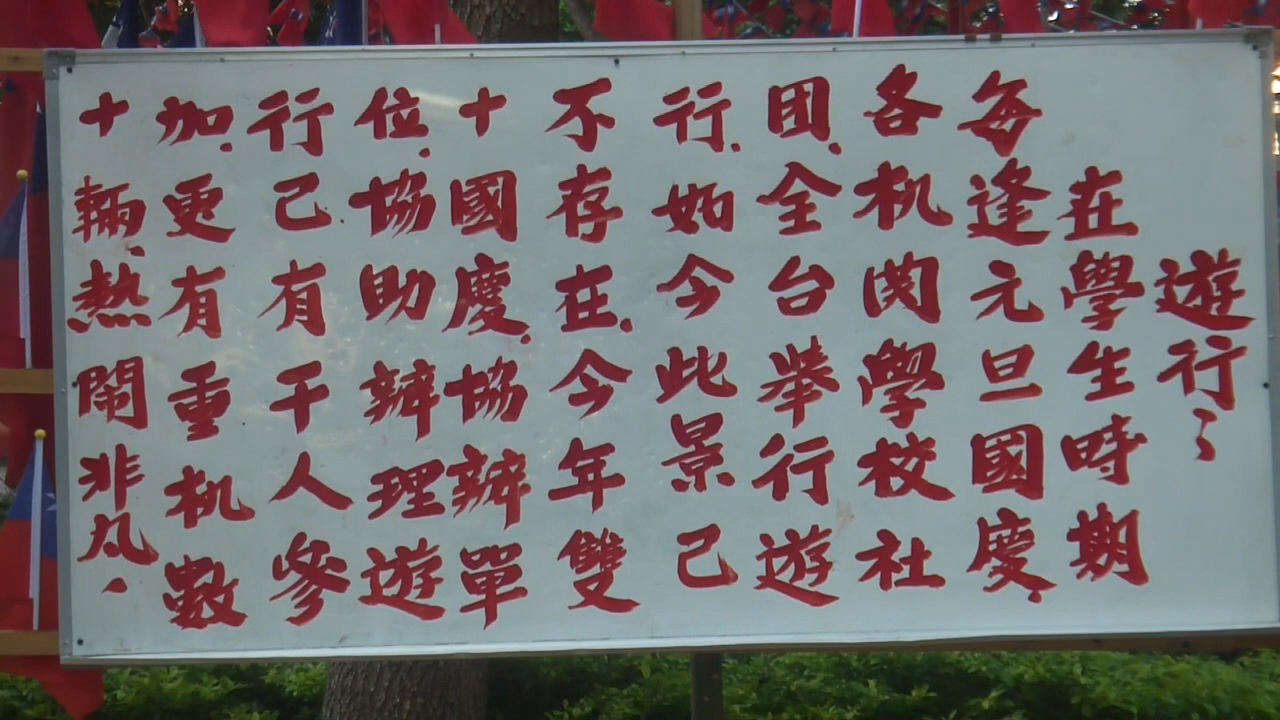 遊行：
在學生時期
每逢元旦國慶.
各机関學校社
团.全台举行遊
行.如今此景己
不存在.今年雙
十國慶.協辦單
位.協助辦理遊
行己.有千人參
加.更有重机數
十輛.熱鬧非凡.